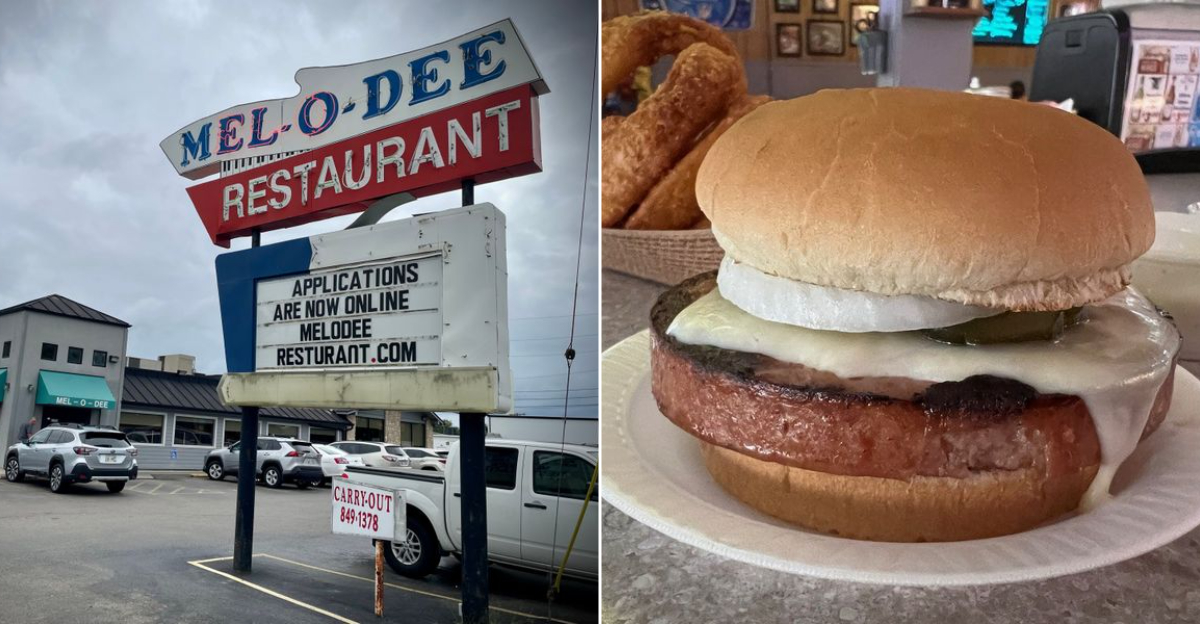 MEL-O-DEE
RESTAURANT
APPLICATIONS
ARE NOW ONLINE
MELODEE
RESTURANT.COM
MEL-O-DEE
CARRY-OUT
849-1378